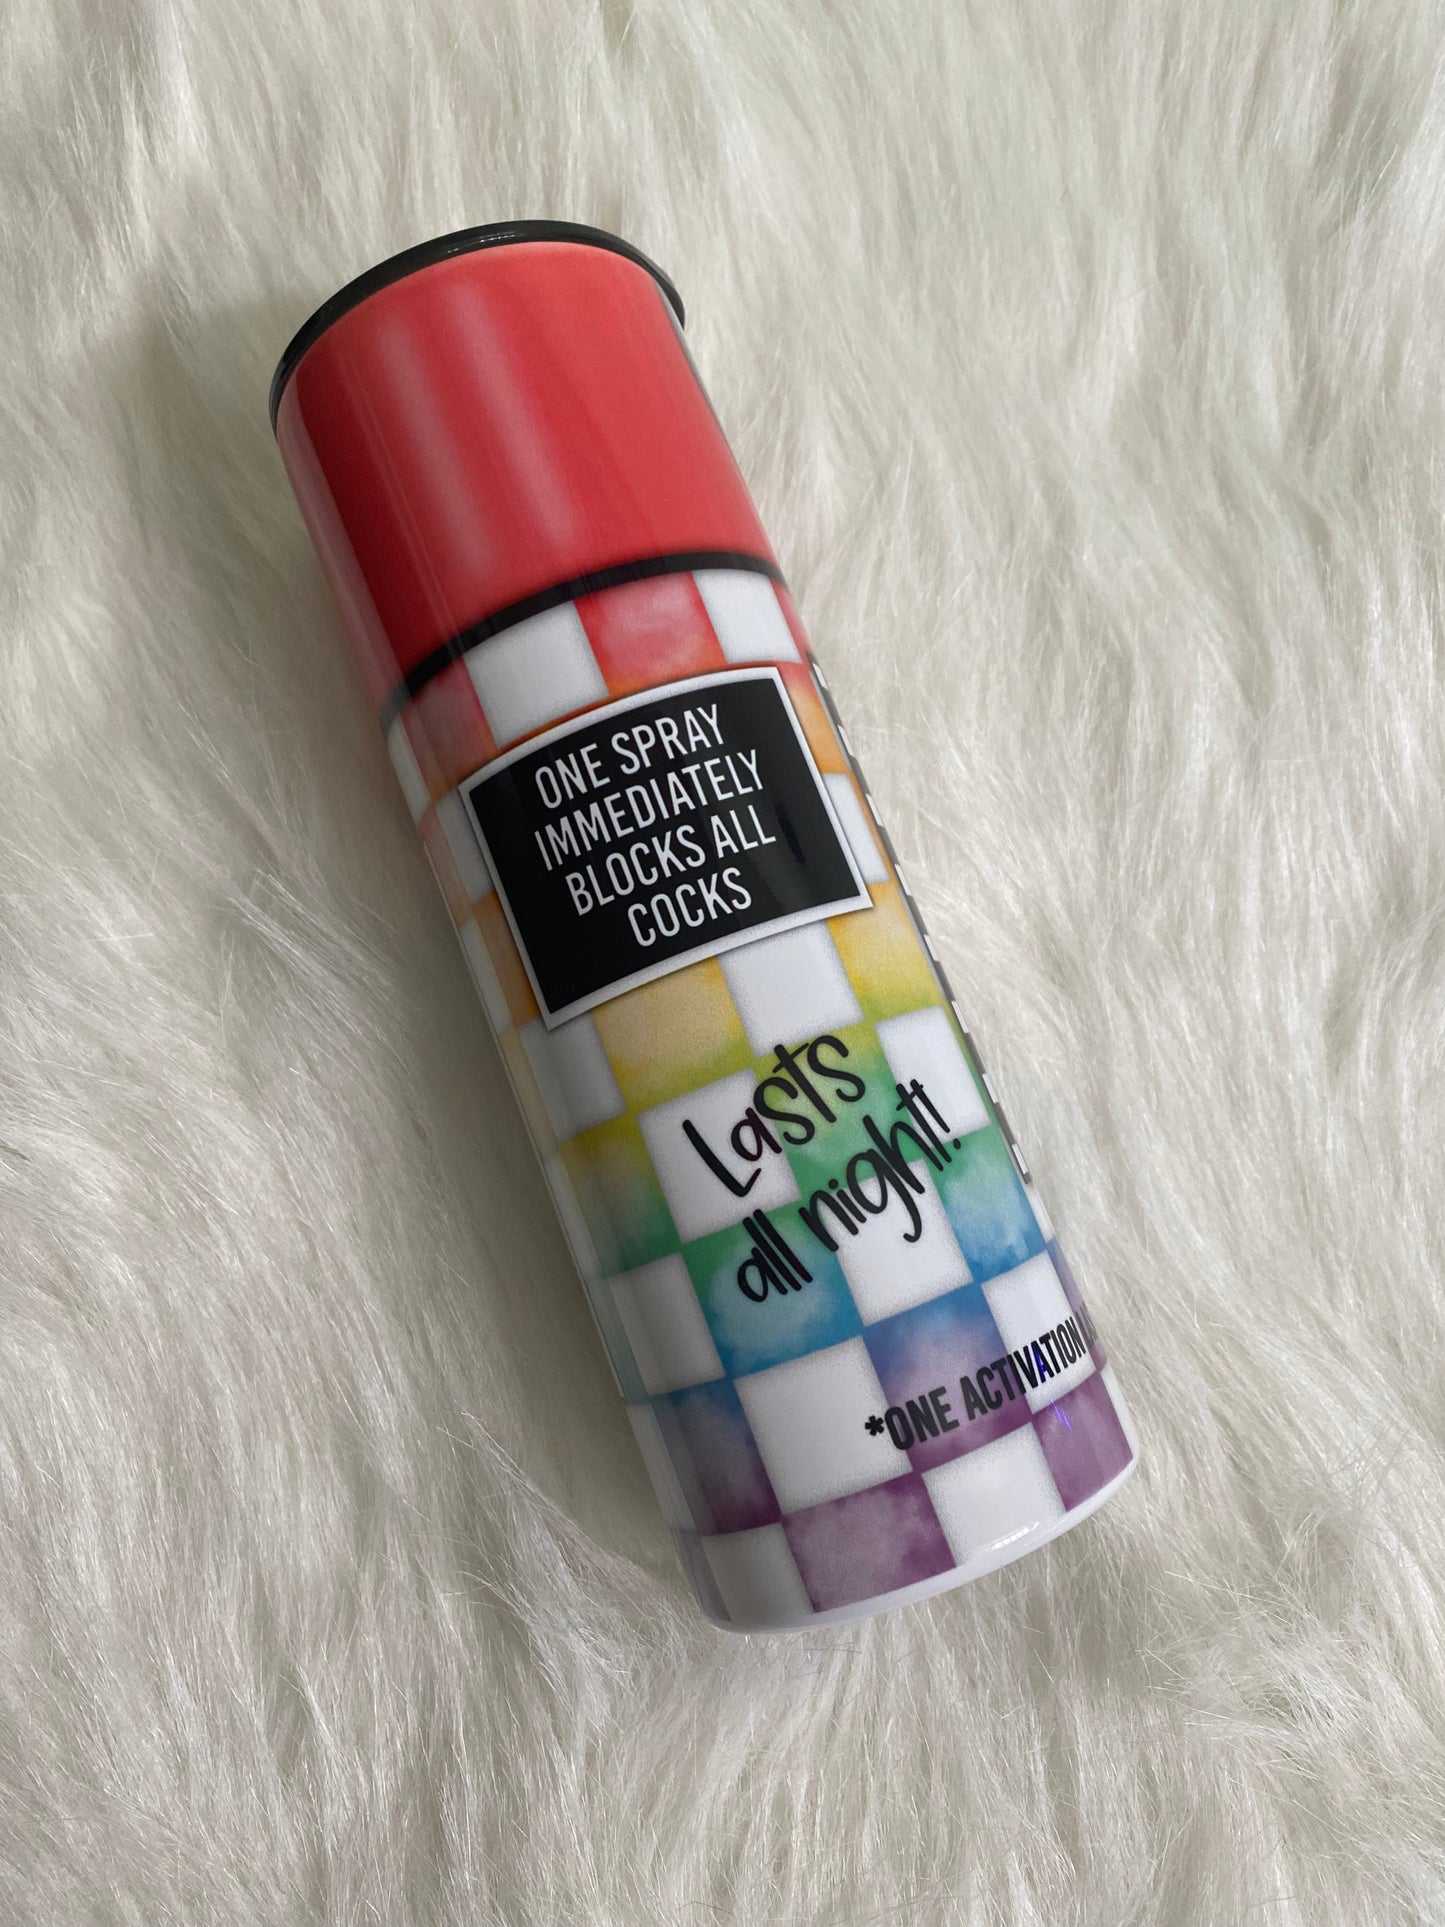 ONE SPRAY
IMMEDIATELY
BLOCKS ALL
COCKS
Lasts
all night!
*ONE ACTIVATION